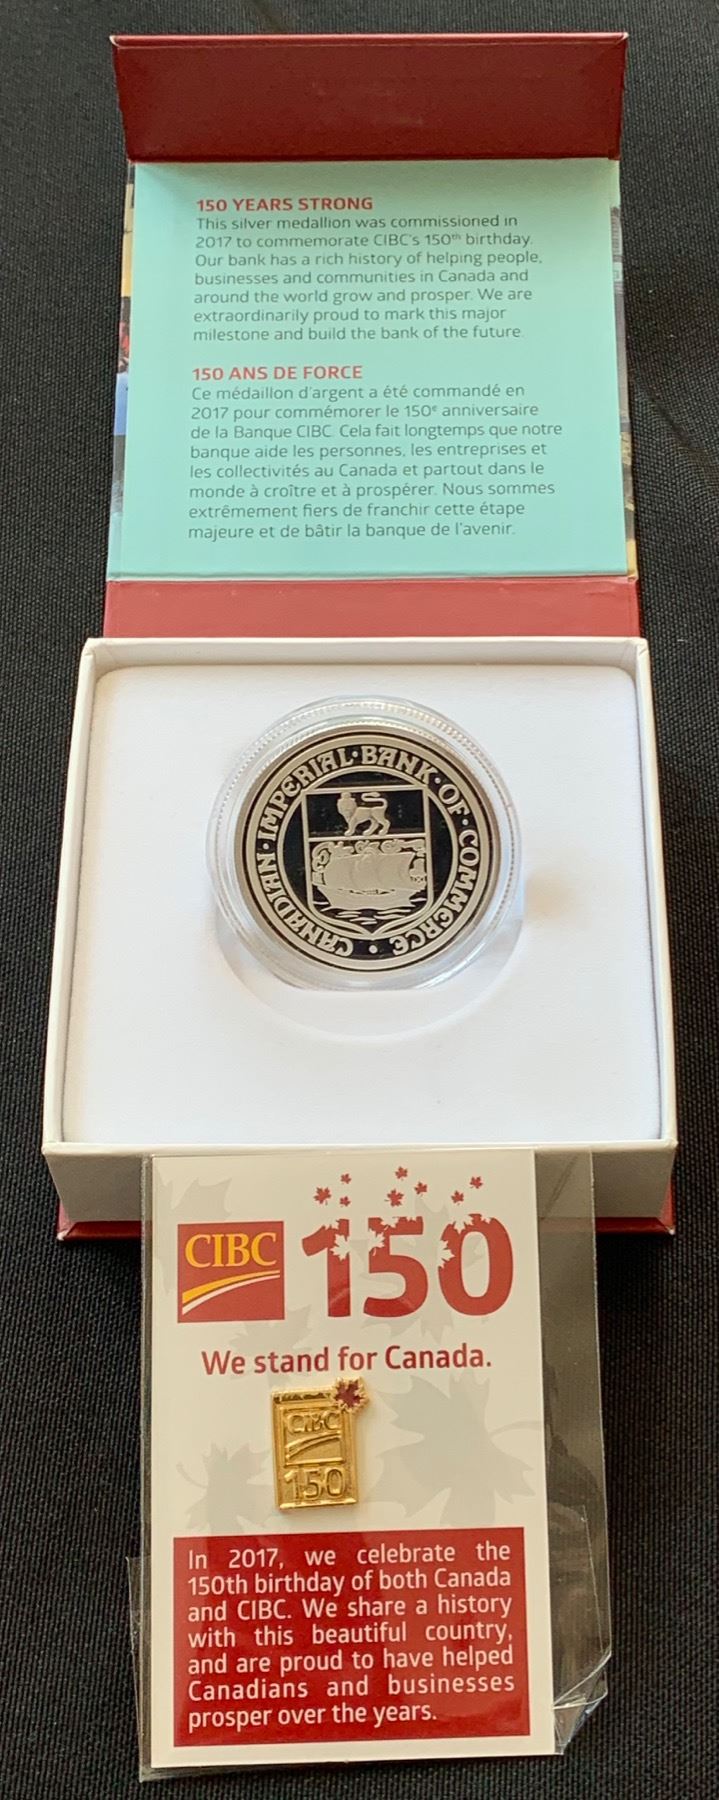 150 YEARS STRONG
This silver medallion was commissioned in
2017 to commemorate CIBC's 150th birthday.
Our bank has a rich history of helping people,
businesses and communities in Canada and
around the world grow and prosper. We are
extraordinarily proud to mark this major
milestone and build the bank of the future.
150 ANS DE FORCE
Ce médaillon d'argent a été commandé en
2017 pour commémorer le 150e anniversaire
de la Banque CIBC. Cela fait longtemps que notre
banque aide les personnes, les entreprises et
les collectivités au Canada et partout dans le
monde à croître et à prospérer. Nous sommes
extrêmement fiers de franchir cette étape
majeure et de bâtir la banque de l'avenir.
CANADIAN·IMPERIAL·BANK·OF·COMMERCE·
CIBC 150
We stand for Canada.
CIBC
150
In 2017, we celebrate the
150th birthday of both Canada
and CIBC. We share a history
with this beautiful country,
and are proud to have helped
Canadians and businesses
prosper over the years.